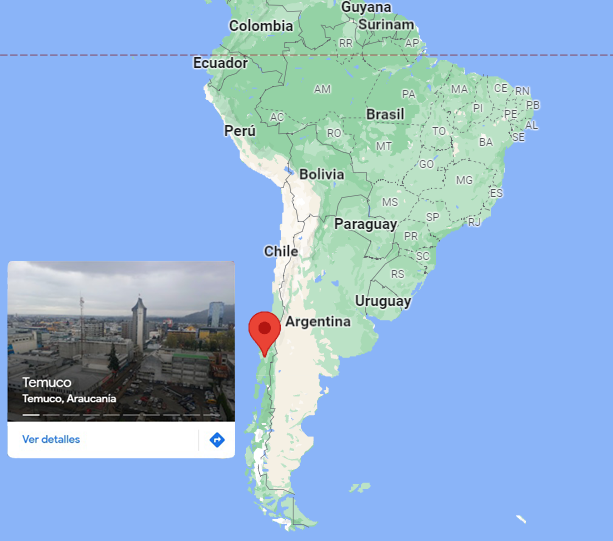 Guyana
Colombia
Surinam
RR
AP
Ecuador
AM
PA
MA
CE
RN
PB
PI
PE
AC
AL
Perú
RO
Brasil
TO
SE
MT
BA
GO
Bolivia
MG
ES
MS
SP
RJ
Paraguay
PR
Chile
SC
RS
Uruguay
Argentina
Temuco
Temuco, Araucanía
Ver detalles